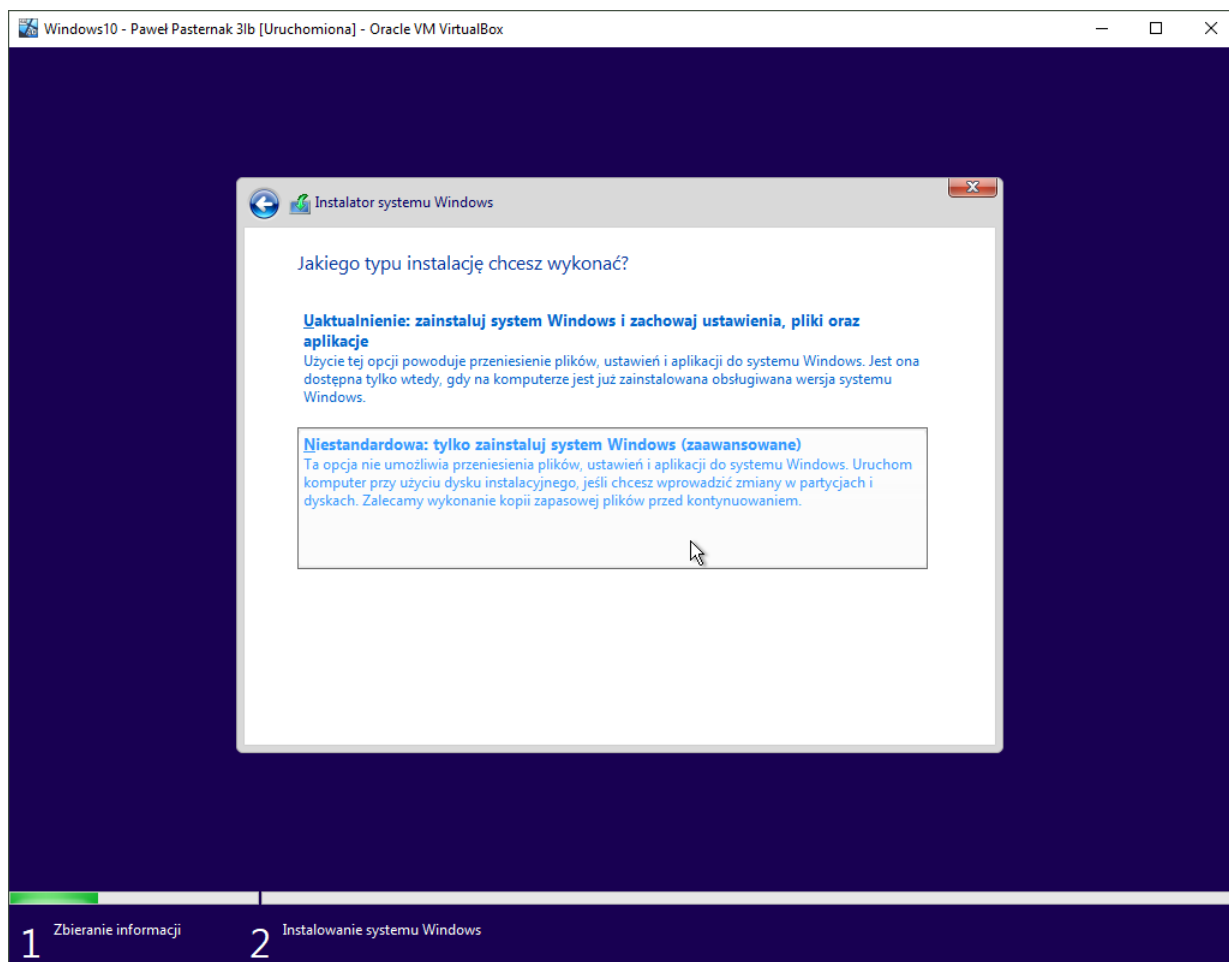 Windows10 - Paweł Pasternak 3lb [Uruchomiona] - Oracle VM VirtualBox
Instalator systemu Windows
Jakiego typu instalację chcesz wykonać?
Uaktualnienie: zainstaluj system Windows i zachowaj ustawienia, pliki oraz
aplikacje
Użycie tej opcji powoduje przeniesienie plików, ustawień i aplikacji do systemu Windows. Jest ona
dostępna tylko wtedy, gdy na komputerze jest już zainstalowana obsługiwana wersja systemu
Windows.
Niestandardowa: tylko zainstaluj system Windows (zaawansowane)
Ta opcja nie umożliwia przeniesienia plików, ustawień i aplikacji do systemu Windows. Uruchom
komputer przy użyciu dysku instalacyjnego, jeśli chcesz wprowadzić zmiany w partycjach i
dyskach. Zalecamy wykonanie kopii zapasowej plików przed kontynuowaniem.
1 Zbieranie informacji
2 Instalowanie systemu Windows